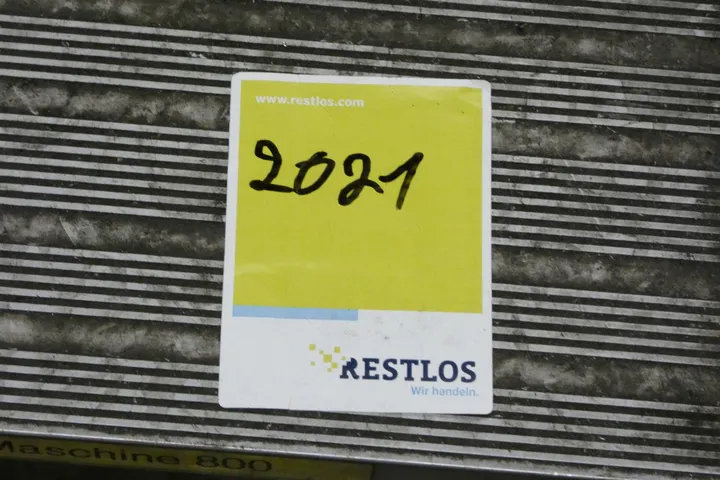 www.restlos.com
2021
RESTLOS
Wir handeln.
Maschine 800